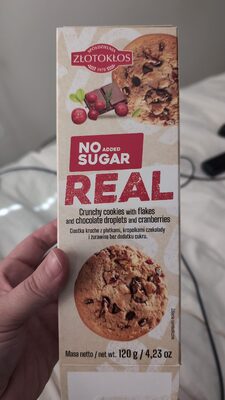 ZŁOTOKŁOS
NO ADDED
SUGAR
REAL
Crunchy cookies with flakes
and chocolate droplets and cranberries
Ciastka kruche z płatkami, kropelkami czekolady
i żurawiną bez dodatku cukru.
Masa netto / net wt. 120 g / 4,23 oz